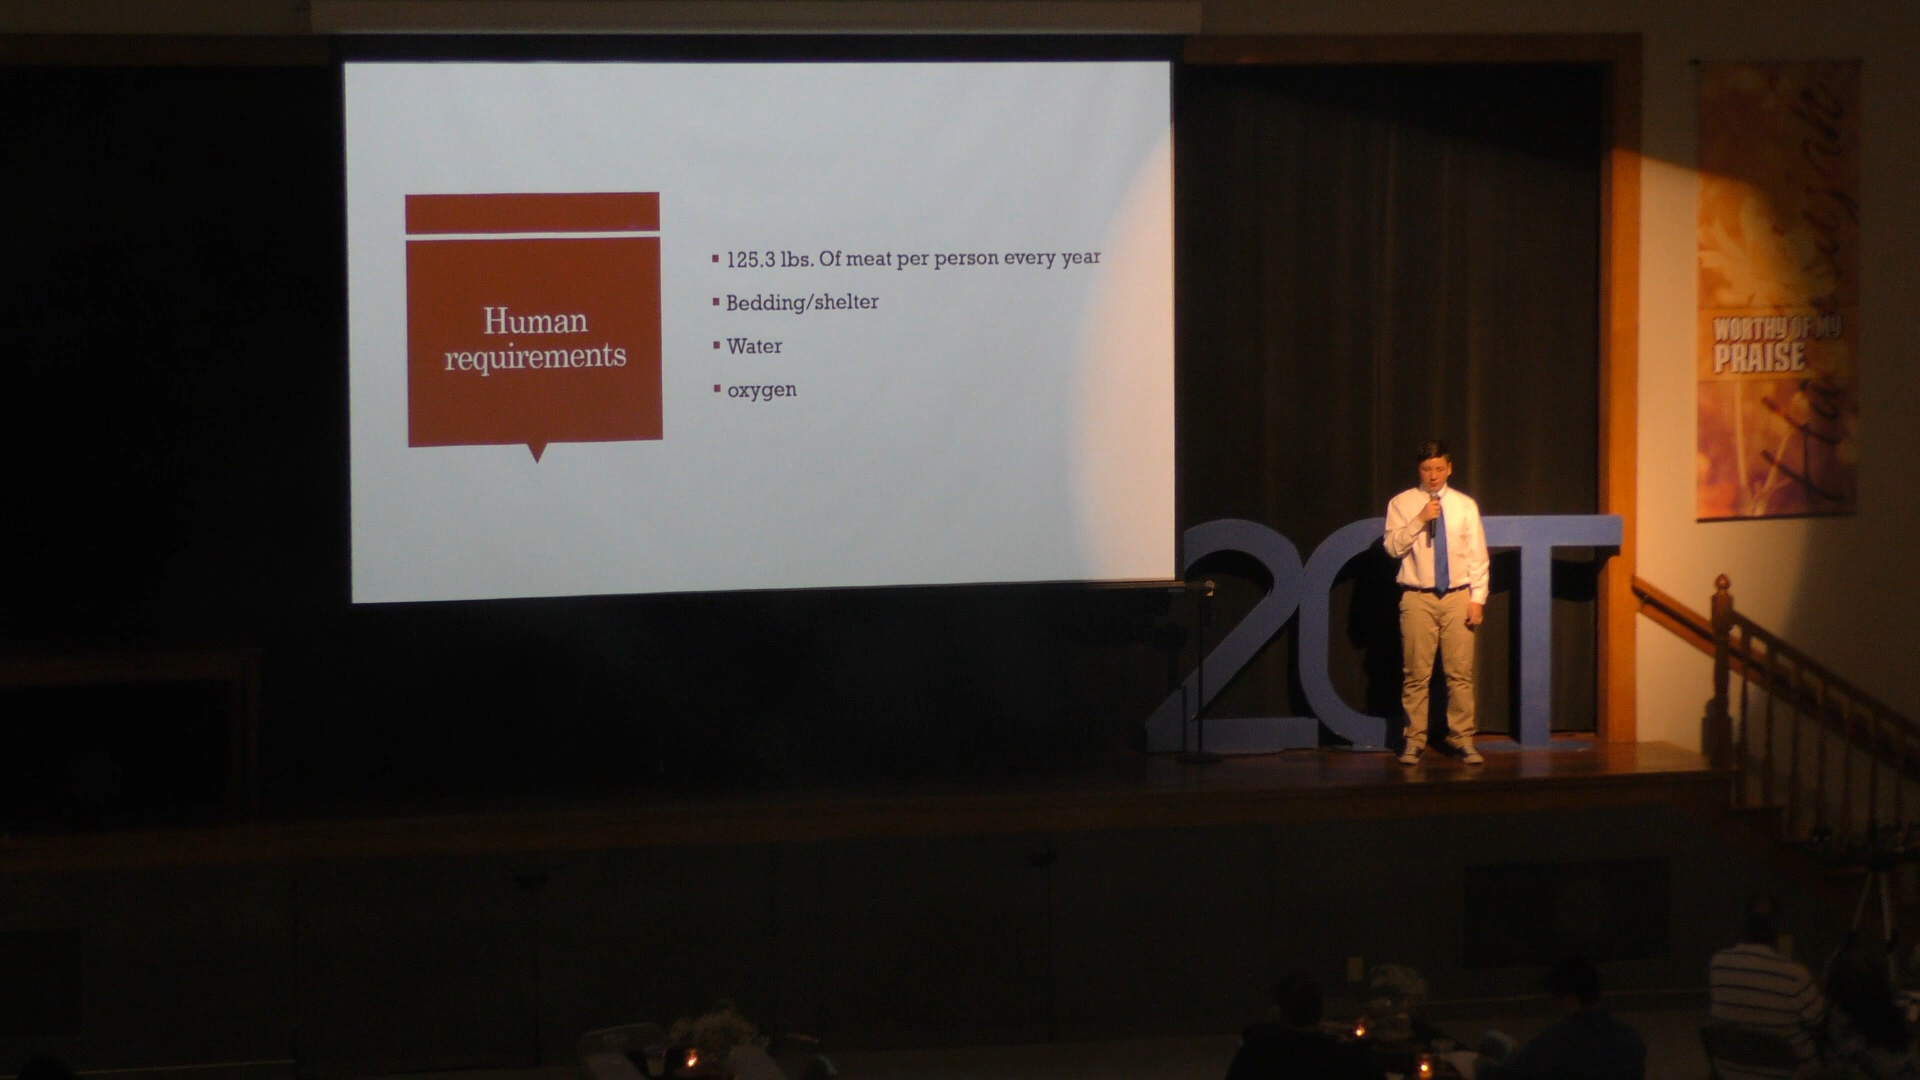 Human
requirements
125.3 lbs. Of meat per person every year
Bedding/shelter
Water
oxygen
WORTHY OF MY
PRAISE